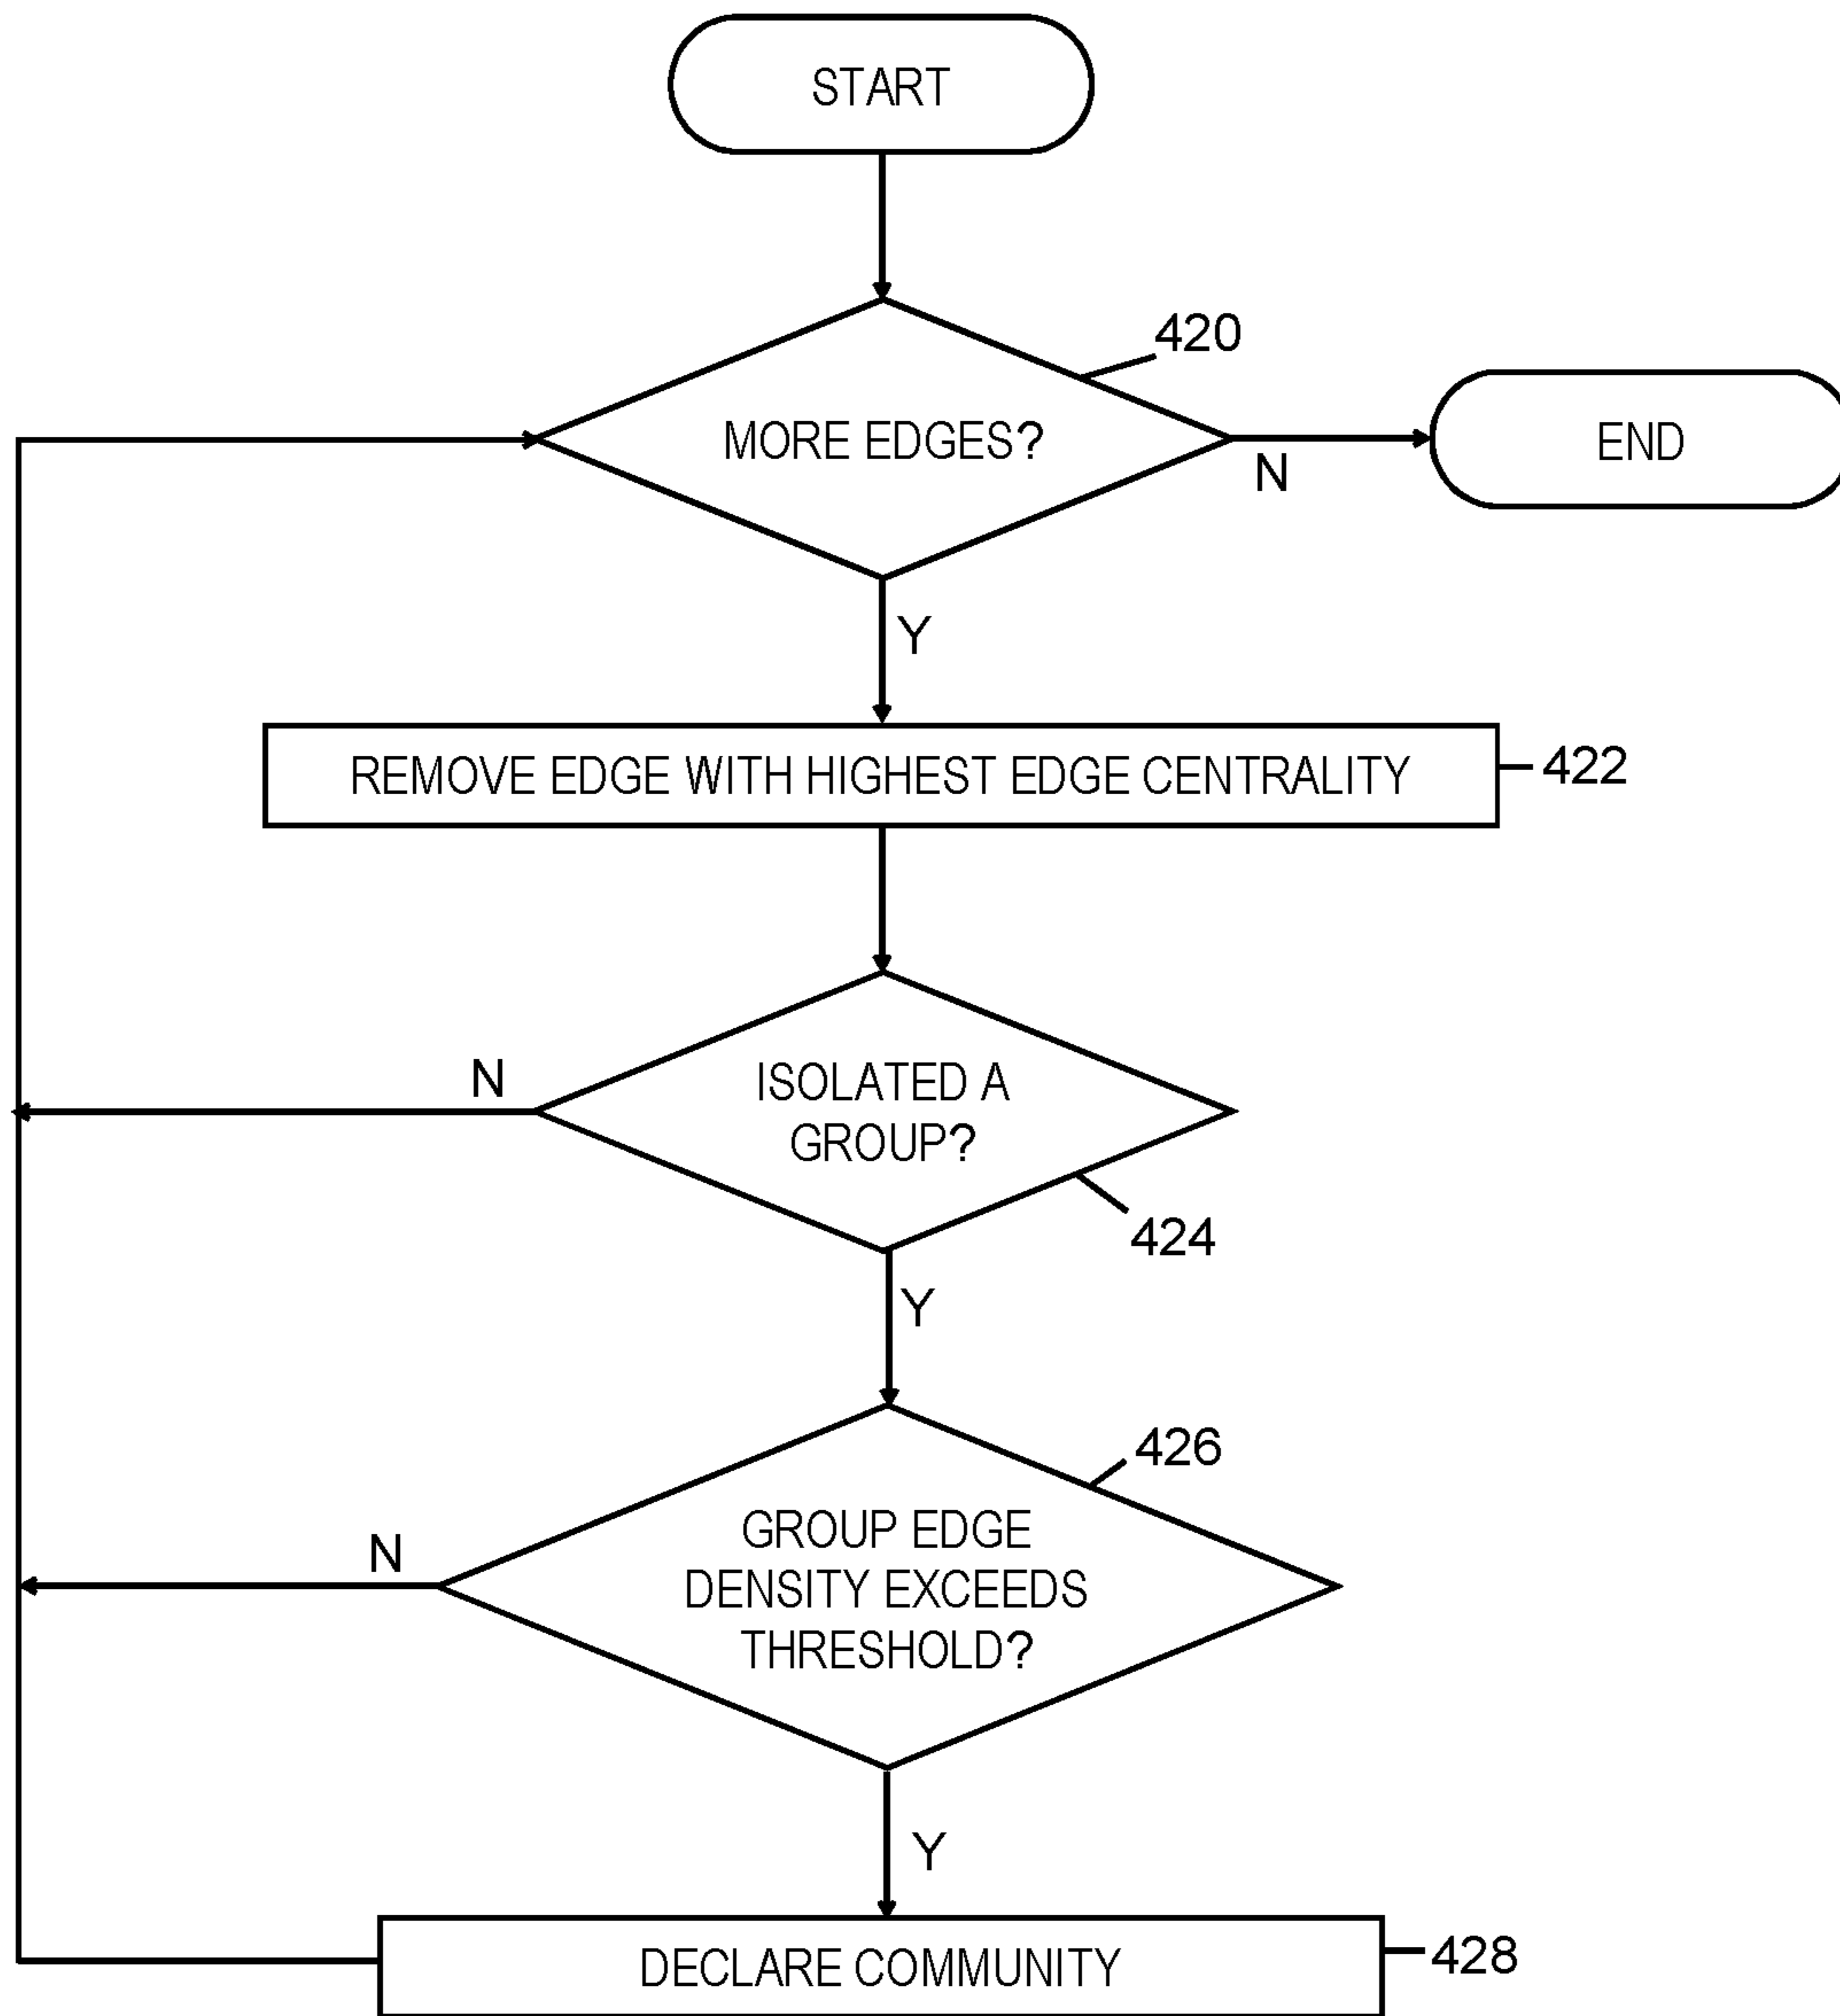 START
420
MORE EDGES?
END
N
Y
REMOVE EDGE WITH HIGHEST EDGE CENTRALITY
422
N
ISOLATED A
GROUP?
424
Y
426
GROUP EDGE
N
DENSITY EXCEEDS
THRESHOLD?
Y
DECLARE COMMUNITY
428